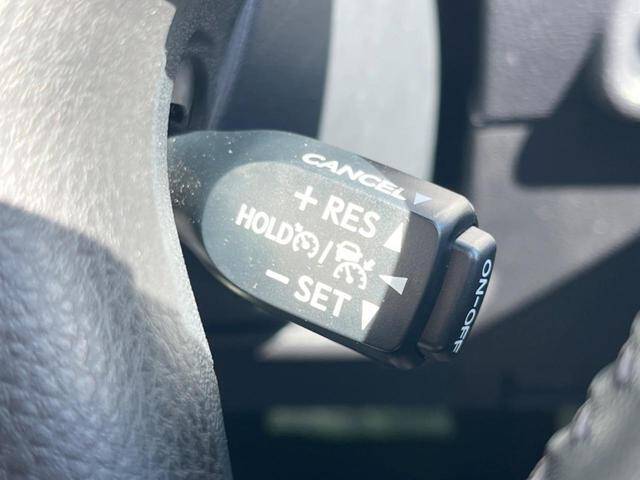 CANCEL
+ RES
HOLD /
- SET
ON-OFF